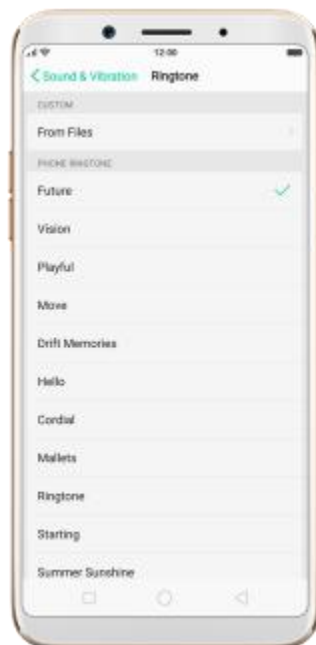 12:00
Sound & Vibration Ringtone
CUSTOM
From Files
PHONE RINGTONE
Future
Vision
Playful
Move
Drift Memories
Hello
Cordial
Mallets
Ringtone
Starting
Summer Sunshine